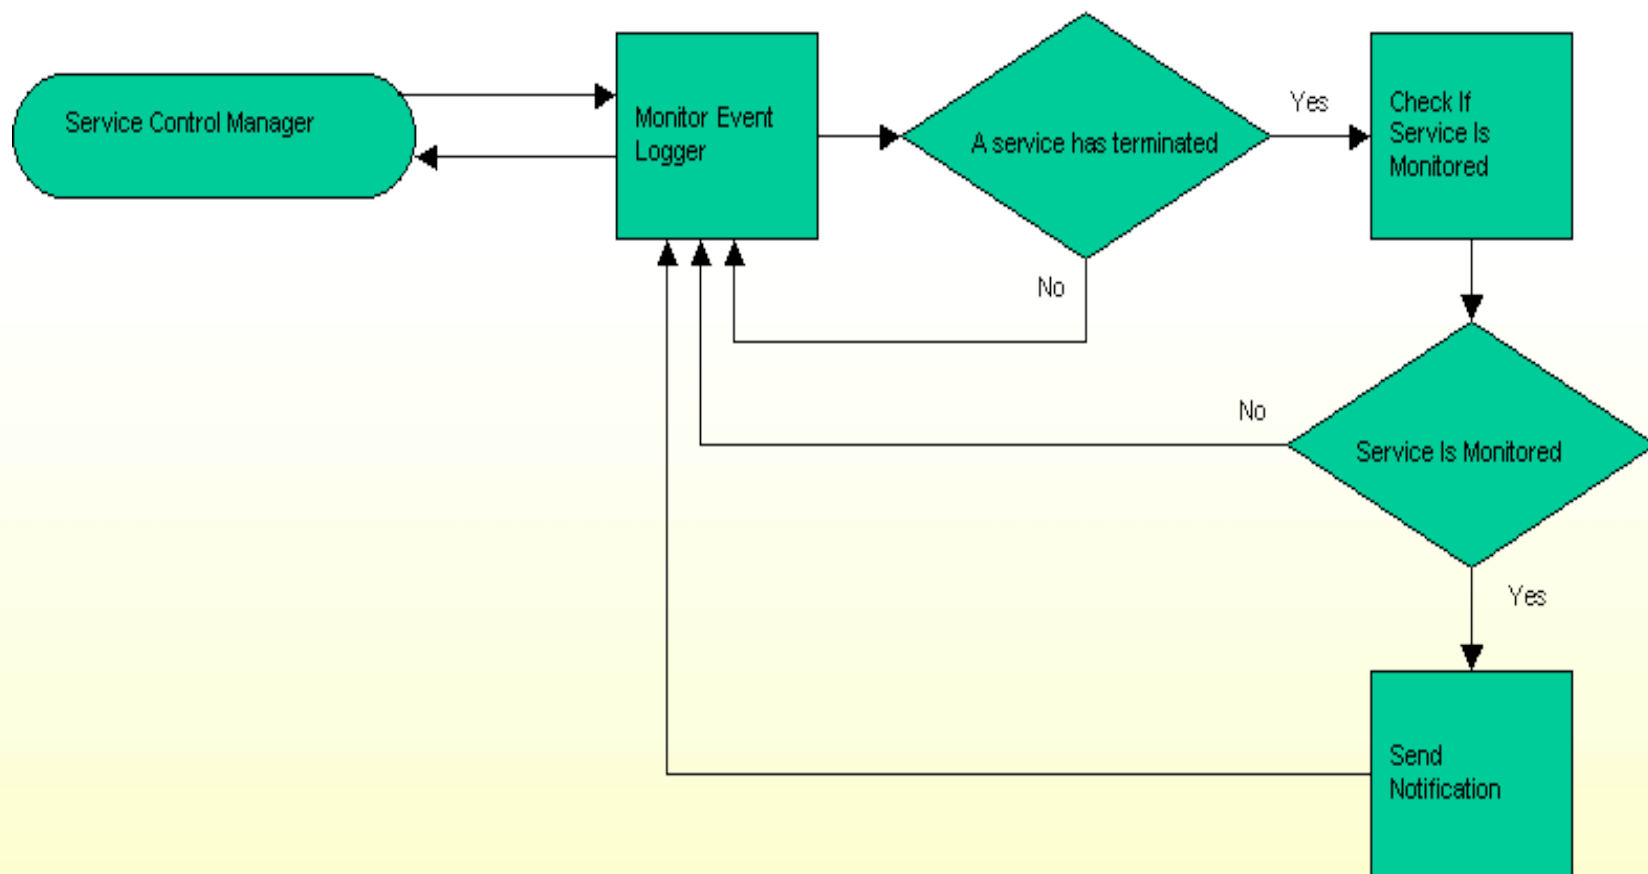 Service Control Manager
Monitor Event
Logger
A service has terminated
Yes
Check If
Service Is
Monitored
No
No
Service Is Monitored
Yes
Send
Notification